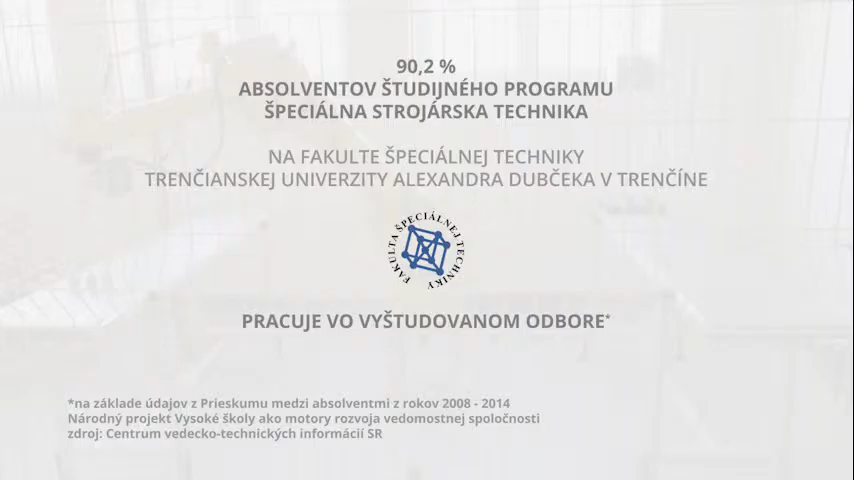 90,2 %
ABSOLVENTOV ŠTUDIJNÉHO PROGRAMU
ŠPECIÁLNA STROJÁRSKA TECHNIKA
NA FAKULTE ŠPECIÁLNEJ TECHNIKY
TRENČIANSKEJ UNIVERZITY ALEXANDRA DUBČEKA V TRENČÍNE
FAKULTA ŠPECIÁLNEJ TECHNIKY
PRACUJE VO VYŠTUDOVANOM ODBORE*
*na základe údajov z Prieskumu medzi absolventmi z rokov 2008 - 2014
Národný projekt Vysoké školy ako motory rozvoja vedomostnej spoločnosti
zdroj: Centrum vedecko-technických informácií SR